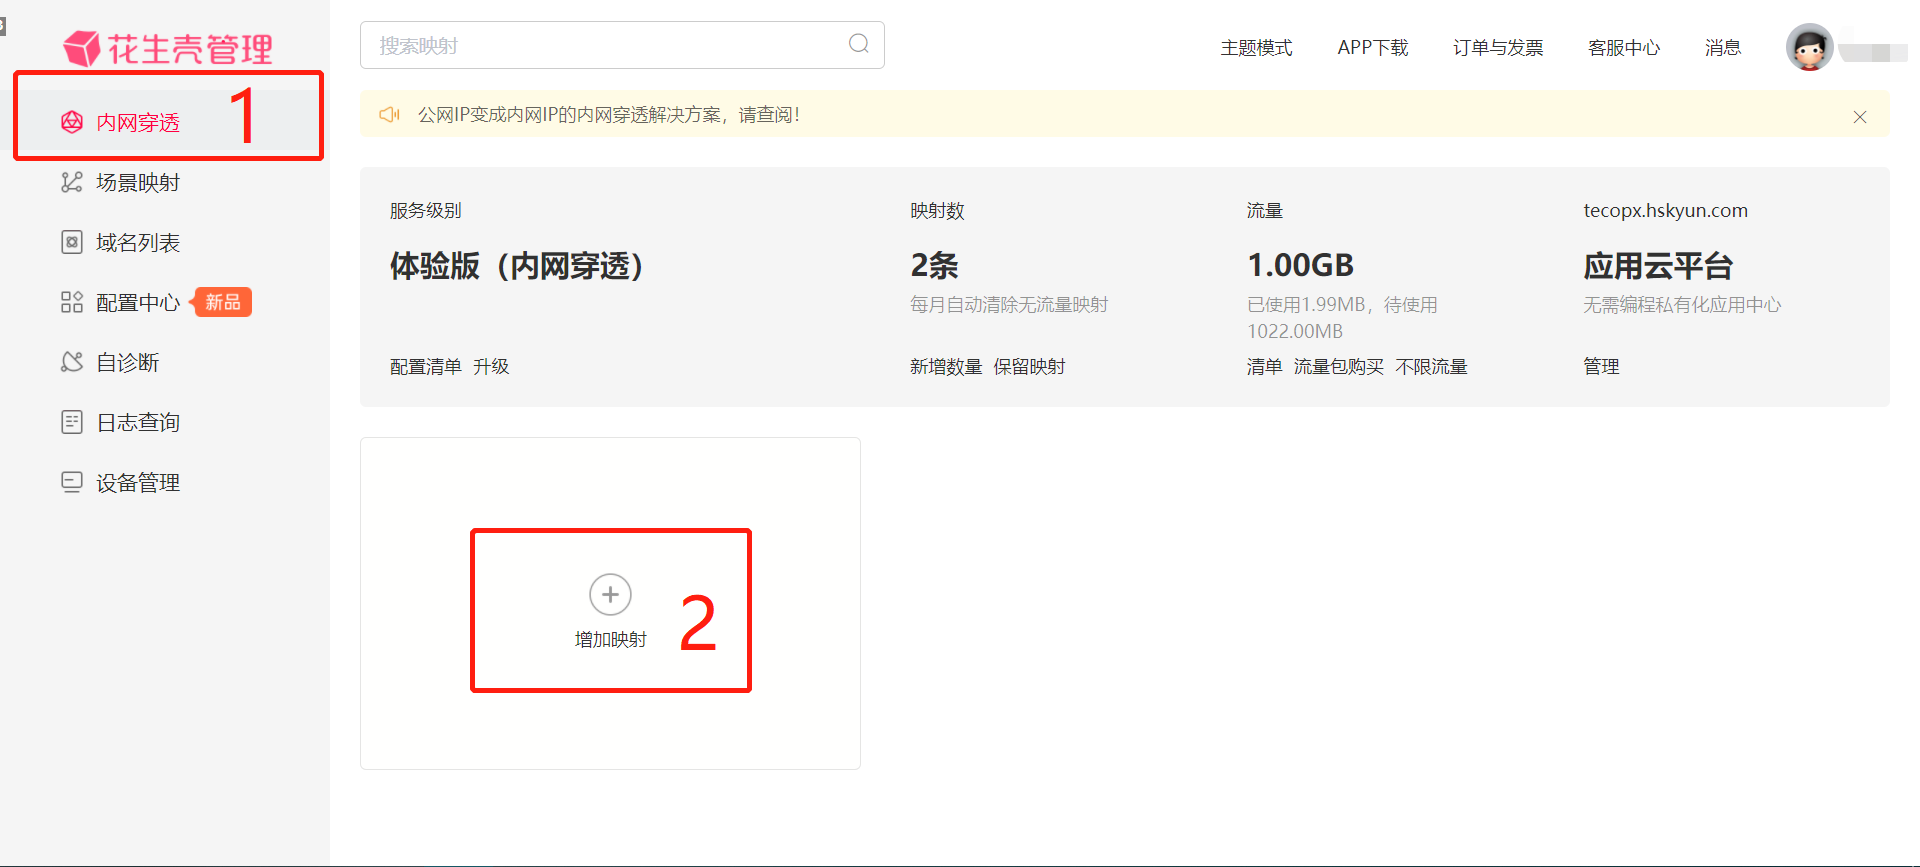 花生壳管理
内网穿透
1
场景映射
域名列表
配置中心 新品
自诊断
日志查询
设备管理
搜索映射
主题模式 APP下载 订单与发票 客服中心 消息
公网IP变成内网IP的内网穿透解决方案，请查阅！
服务级别
体验版（内网穿透）
配置清单 升级
映射数
2条
每月自动清除无流量映射
新增数量 保留映射
流量
1.00GB
已使用1.99MB，待使用
1022.00MB
清单 流量包购买 不限流量
tecopx.hskyun.com
应用云平台
无需编程私有化应用中心
管理
增加映射
2